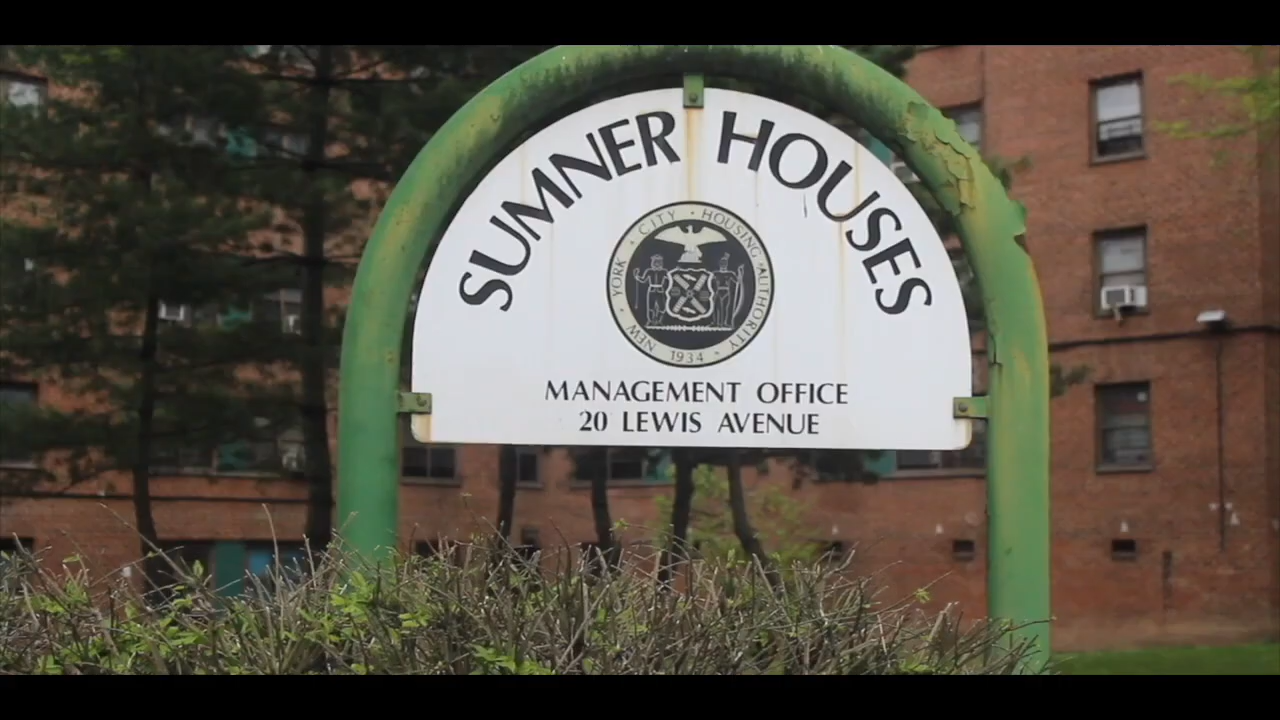 SUMNER HOUSES
NEW · YORK · CITY · HOUSING · AUTHORITY ·
1934
MANAGEMENT OFFICE
20 LEWIS AVENUE